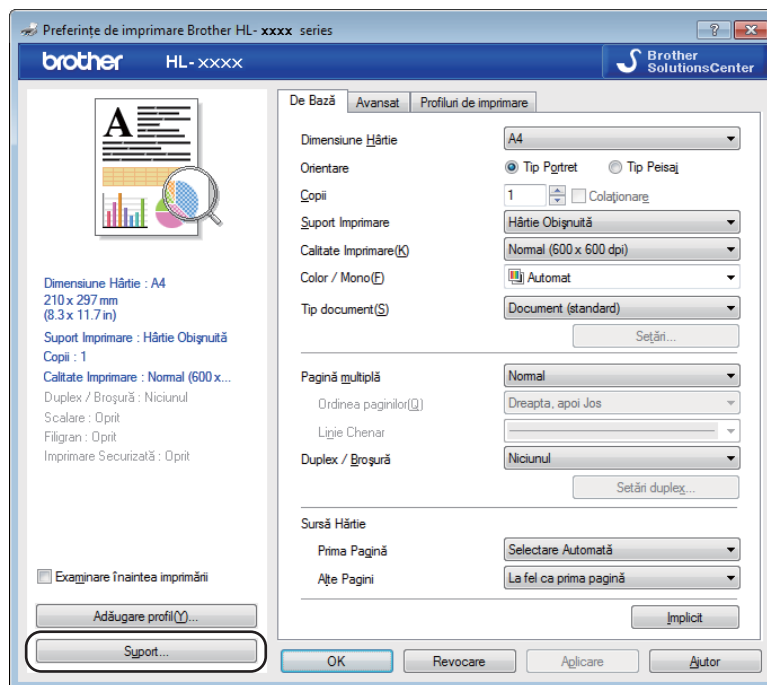 Preferințe de imprimare Brother HL- xxxx series
brother HL-xxxx
Brother
SolutionsCenter
De Bază Avansat Profiluri de imprimare
Dimensiune Hârtie A4
Orientare Tip Portret Tip Peisaj
Copii 1 Colaționare
Suport Imprimare Hârtie Obişnuită
Calitate Imprimare(K) Normal (600 x 600 dpi)
Color / Mono(F) Automat
Tip document(S) Document (standard)
Setări...
Pagină multiplă Normal
Ordinea paginilor(Q) Dreapta, apoi Jos
Linie Chenar
Duplex / Broşură Niciunul
Setări duplex...
Sursă Hârtie
Prima Pagină Selectare Automată
Alte Pagini La fel ca prima pagină
Implicit
A
Dimensiune Hârtie : A4
210 x 297 mm
(8.3 x 11.7 in)
Suport Imprimare : Hârtie Obişnuită
Copii : 1
Calitate Imprimare : Normal (600 x...
Duplex / Broşură : Niciunul
Scalare : Oprit
Filigran : Oprit
Imprimare Securizată : Oprit
Examinare înaintea imprimării
Adăugare profil(Y)...
Suport...
OK Revocare Aplicare Ajutor